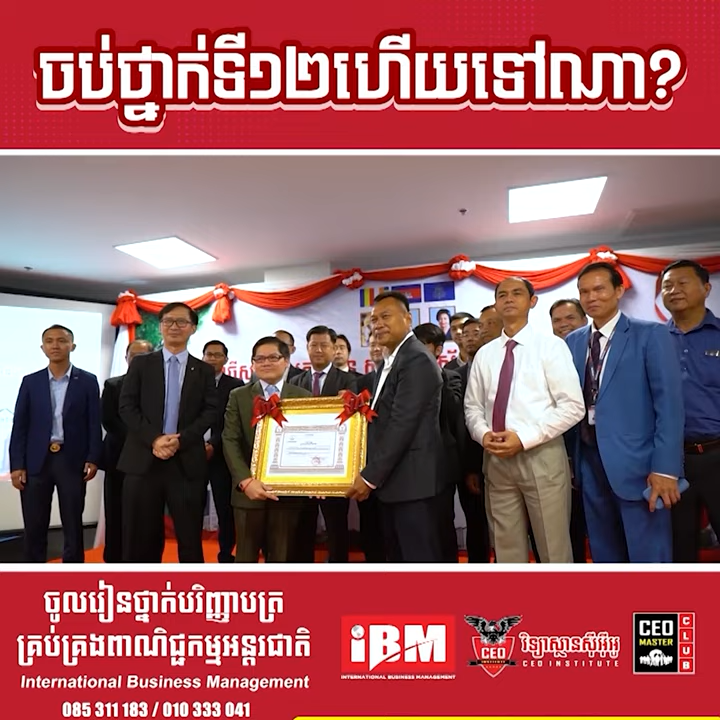 ចប់ថ្នាក់ទី១២ហើយទៅណា?
ចូលរៀនថ្នាក់បរិញ្ញាបត្រ
គ្រប់គ្រងពាណិជ្ជកម្មអន្តរជាតិ
International Business Management
085 311 183 / 010 333 041
iBM
INTERNATIONAL BUSINESS MANAGEMENT
CEO
INSTITUTE
វិទ្យាស្ថានស៊ីអ៊ីអូ
CEO INSTITUTE
CEO
MASTER
CLUB